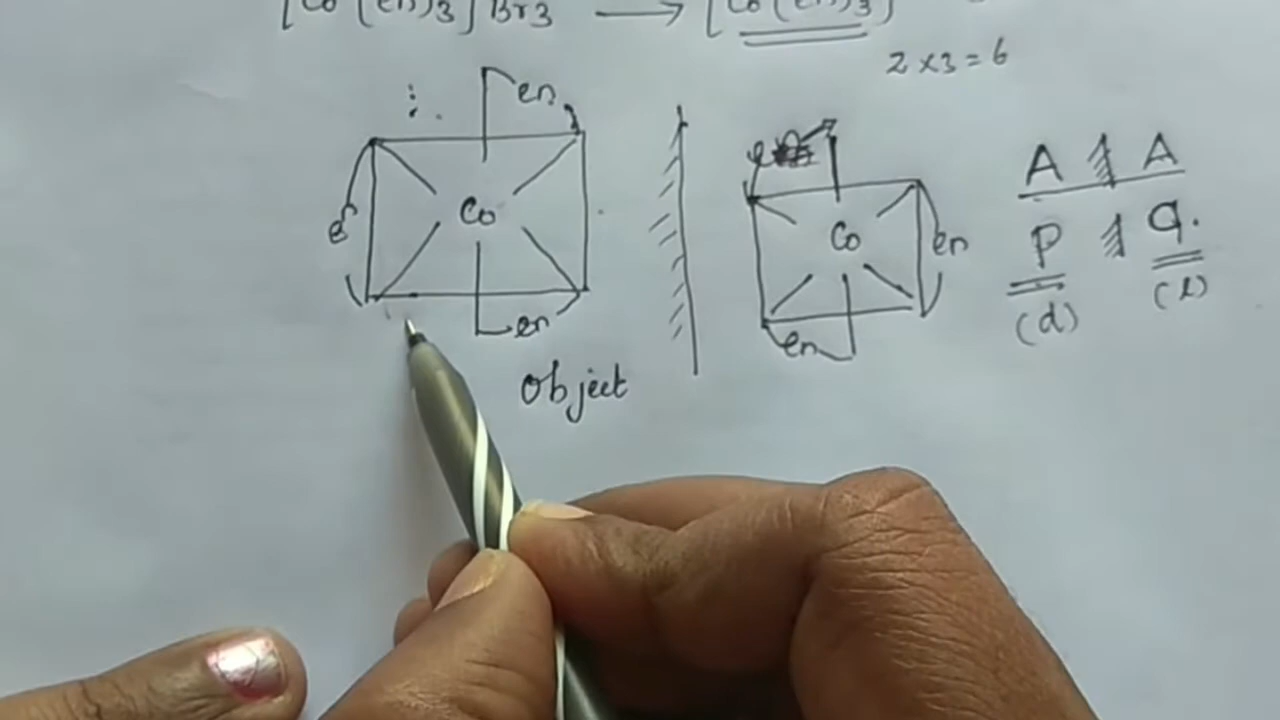 [Co(en)3]Br3 → [Co(en)3]
2 × 3 = 6
en
en
Co
en
Object
Co
en
en
A A
P q.
(d) (l)